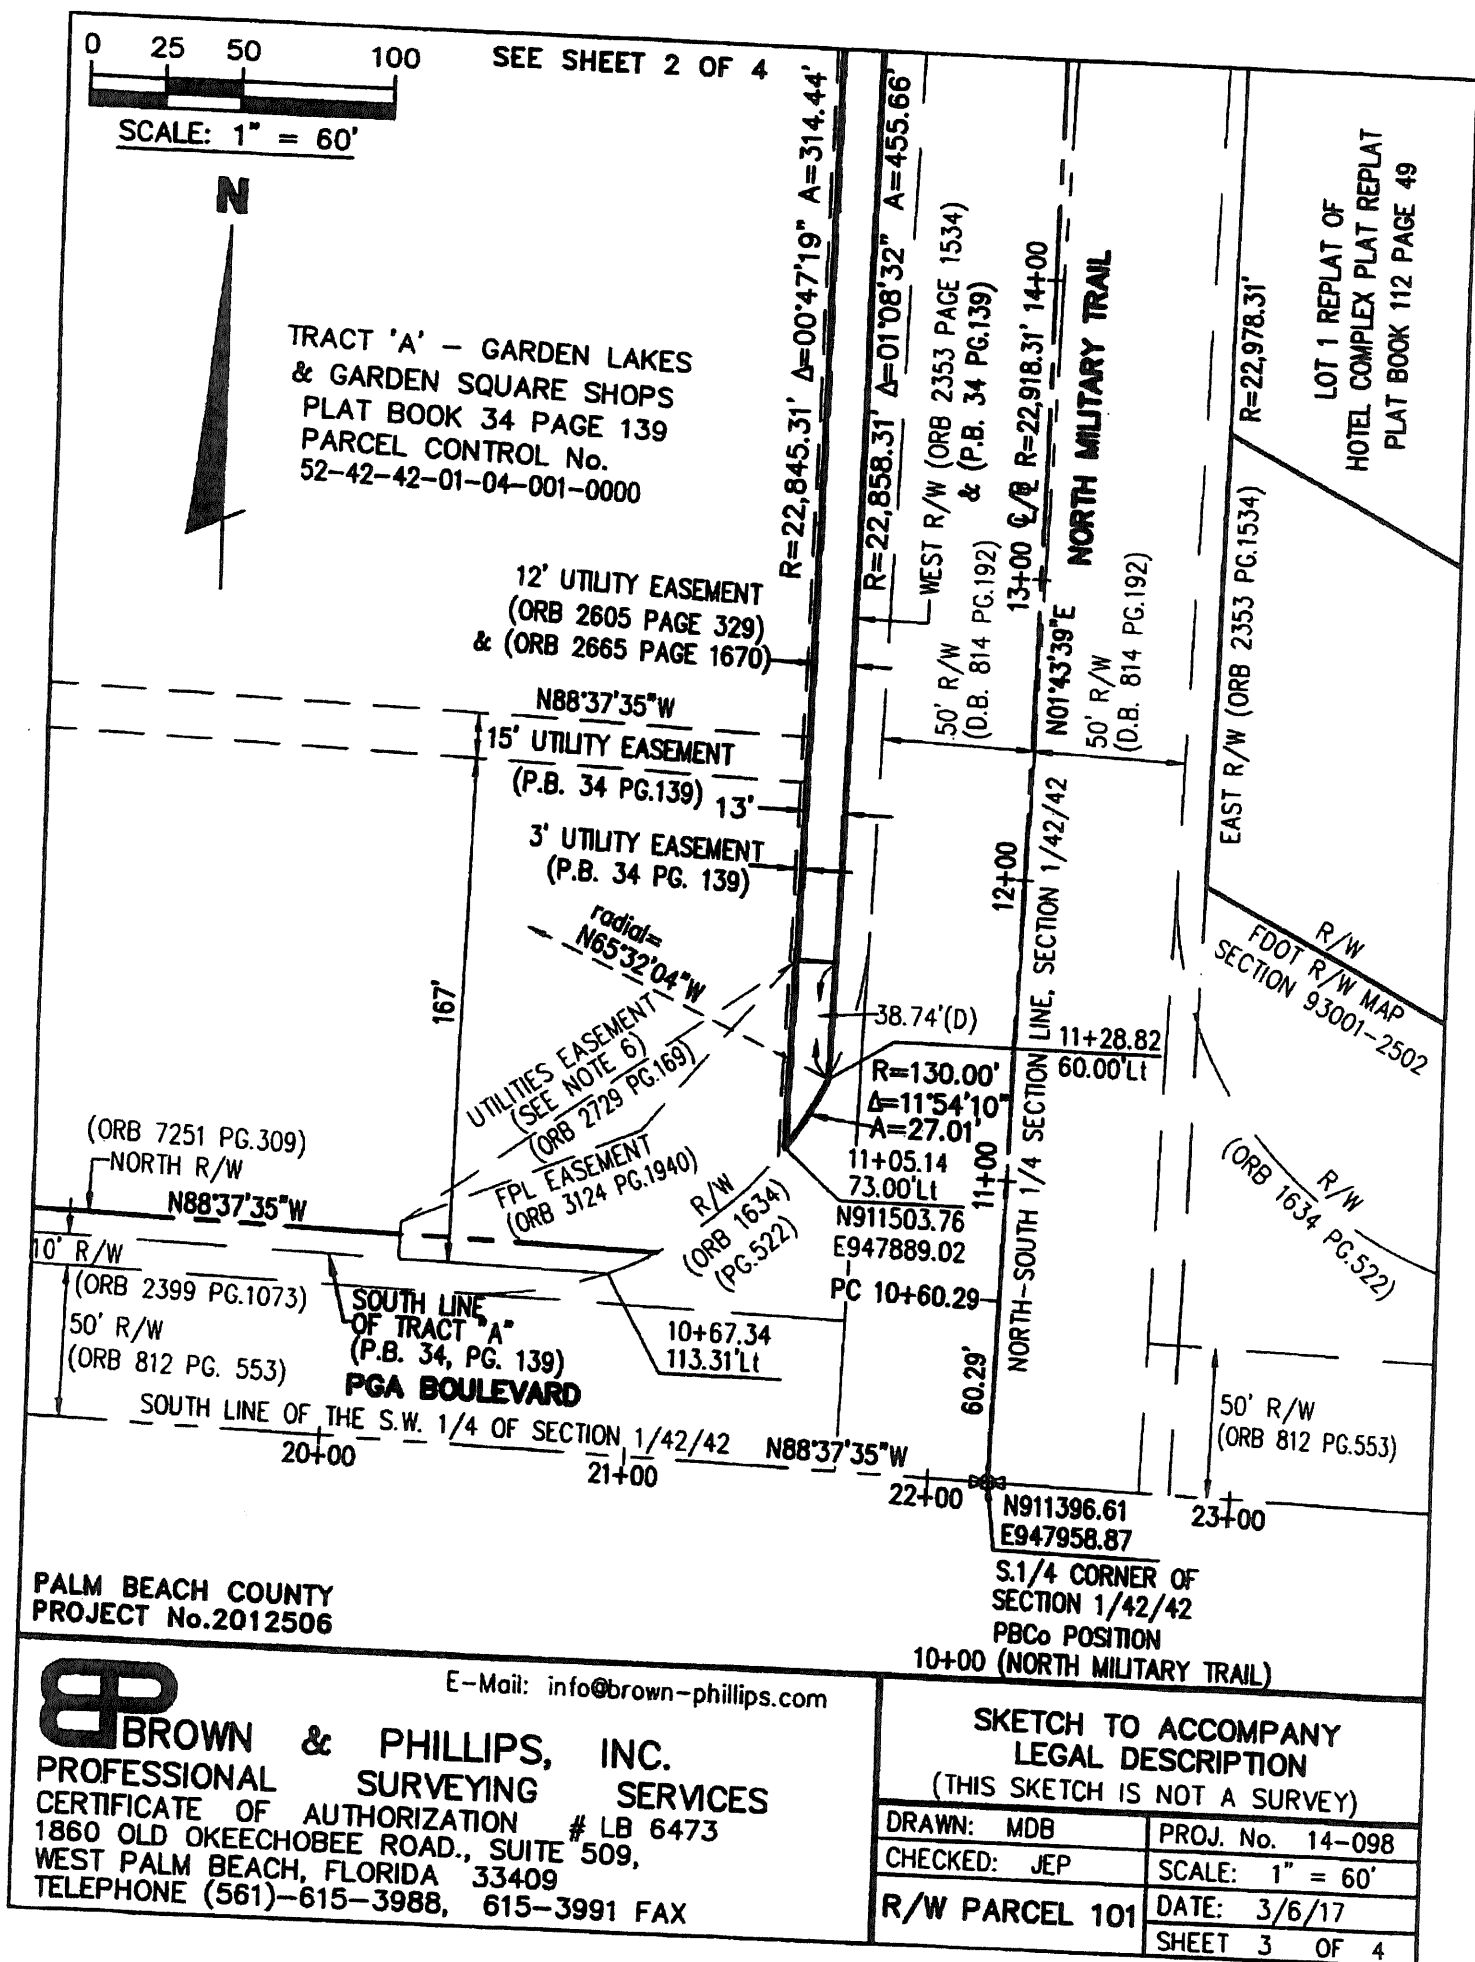 0 25 50 100
SEE SHEET 2 OF 4
SCALE: 1" = 60'
N
TRACT 'A' – GARDEN LAKES
& GARDEN SQUARE SHOPS
PLAT BOOK 34 PAGE 139
PARCEL CONTROL No.
52-42-42-01-04-001-0000
R=22,845.31' Δ=00°47'19" A=314.44'
R=22,858.31' Δ=01°08'32" A=455.66'
WEST R/W (ORB 2353 PAGE 1534)
& (P.B. 34 PG.139)
50' R/W
(D.B. 814 PG.192)
13+00 ℄/℞ R=22,918.31' 14+00
NORTH MILITARY TRAIL
N01°43'39"E
50' R/W
(D.B. 814 PG.192)
R=22,978.31'
EAST R/W (ORB 2353 PG.1534)
LOT 1 REPLAT OF
HOTEL COMPLEX PLAT REPLAT
PLAT BOOK 112 PAGE 49
12' UTILITY EASEMENT
(ORB 2605 PAGE 329)
& (ORB 2665 PAGE 1670)
N88°37'35"W
15' UTILITY EASEMENT
(P.B. 34 PG.139)
13'
3' UTILITY EASEMENT
(P.B. 34 PG. 139)
radial=
N65°32'04"W
167'
UTILITIES EASEMENT
(SEE NOTE 6)
(ORB 2729 PG.169)
FPL EASEMENT
(ORB 3124 PG.1940)
12+00
NORTH-SOUTH 1/4 SECTION LINE, SECTION 1/42/42
R/W
FDOT R/W MAP
SECTION 93001-2502
38.74'(D)
11+28.82
60.00'Lt
R=130.00'
Δ=11°54'10"
A=27.01'
11+05.14
73.00'Lt
N911503.76
E947889.02
11+00
R/W
(ORB 1634)
(PG.522)
R/W
(ORB 1634 PG.522)
PC 10+60.29
60.29'
(ORB 7251 PG.309)
NORTH R/W
N88°37'35"W
10' R/W
(ORB 2399 PG.1073)
50' R/W
(ORB 812 PG. 553)
SOUTH LINE
OF TRACT "A"
(P.B. 34, PG. 139)
10+67.34
113.31'Lt
PGA BOULEVARD
SOUTH LINE OF THE S.W. 1/4 OF SECTION 1/42/42 N88°37'35"W
20+00
21+00
22+00
23+00
50' R/W
(ORB 812 PG.553)
N911396.61
E947958.87
S.1/4 CORNER OF
SECTION 1/42/42
PBCo POSITION
10+00 (NORTH MILITARY TRAIL)
PALM BEACH COUNTY
PROJECT No.2012506
E-Mail: info@brown-phillips.com
BP
BROWN & PHILLIPS, INC.
PROFESSIONAL SURVEYING SERVICES
CERTIFICATE OF AUTHORIZATION # LB 6473
1860 OLD OKEECHOBEE ROAD., SUITE 509,
WEST PALM BEACH, FLORIDA 33409
TELEPHONE (561)-615-3988, 615-3991 FAX
SKETCH TO ACCOMPANY
LEGAL DESCRIPTION
(THIS SKETCH IS NOT A SURVEY)
DRAWN: MDB
PROJ. No. 14-098
CHECKED: JEP
SCALE: 1" = 60'
R/W PARCEL 101
DATE: 3/6/17
SHEET 3 OF 4